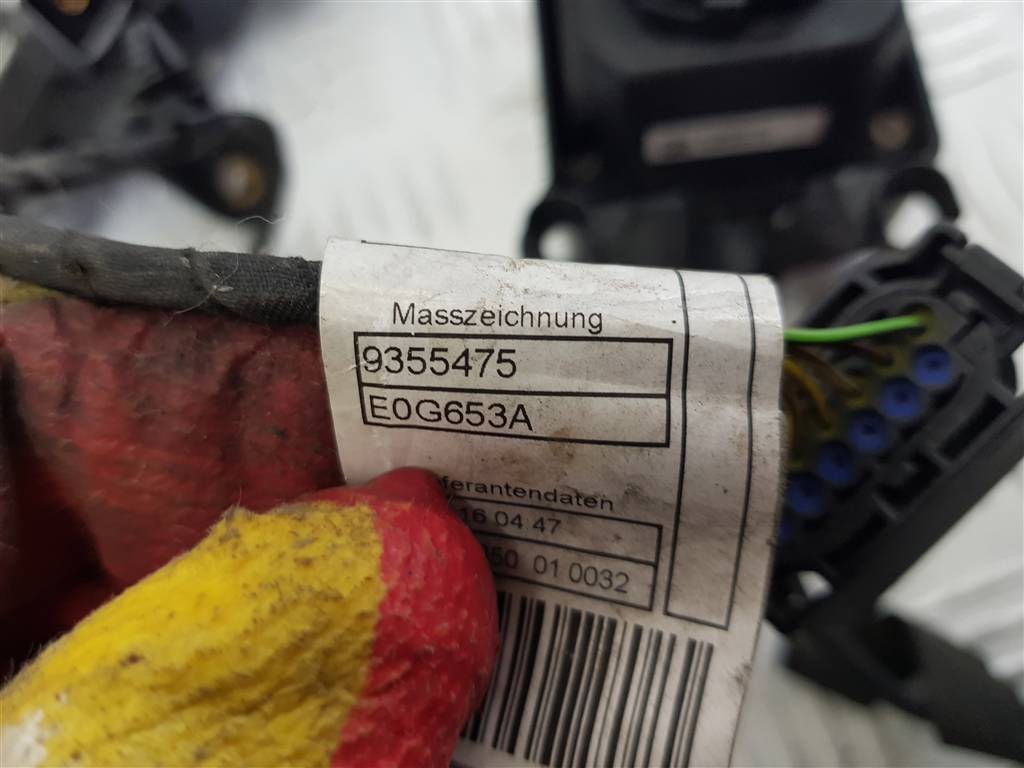 Masszeichnung
9355475
E0G653A
16 04 47
01 0032